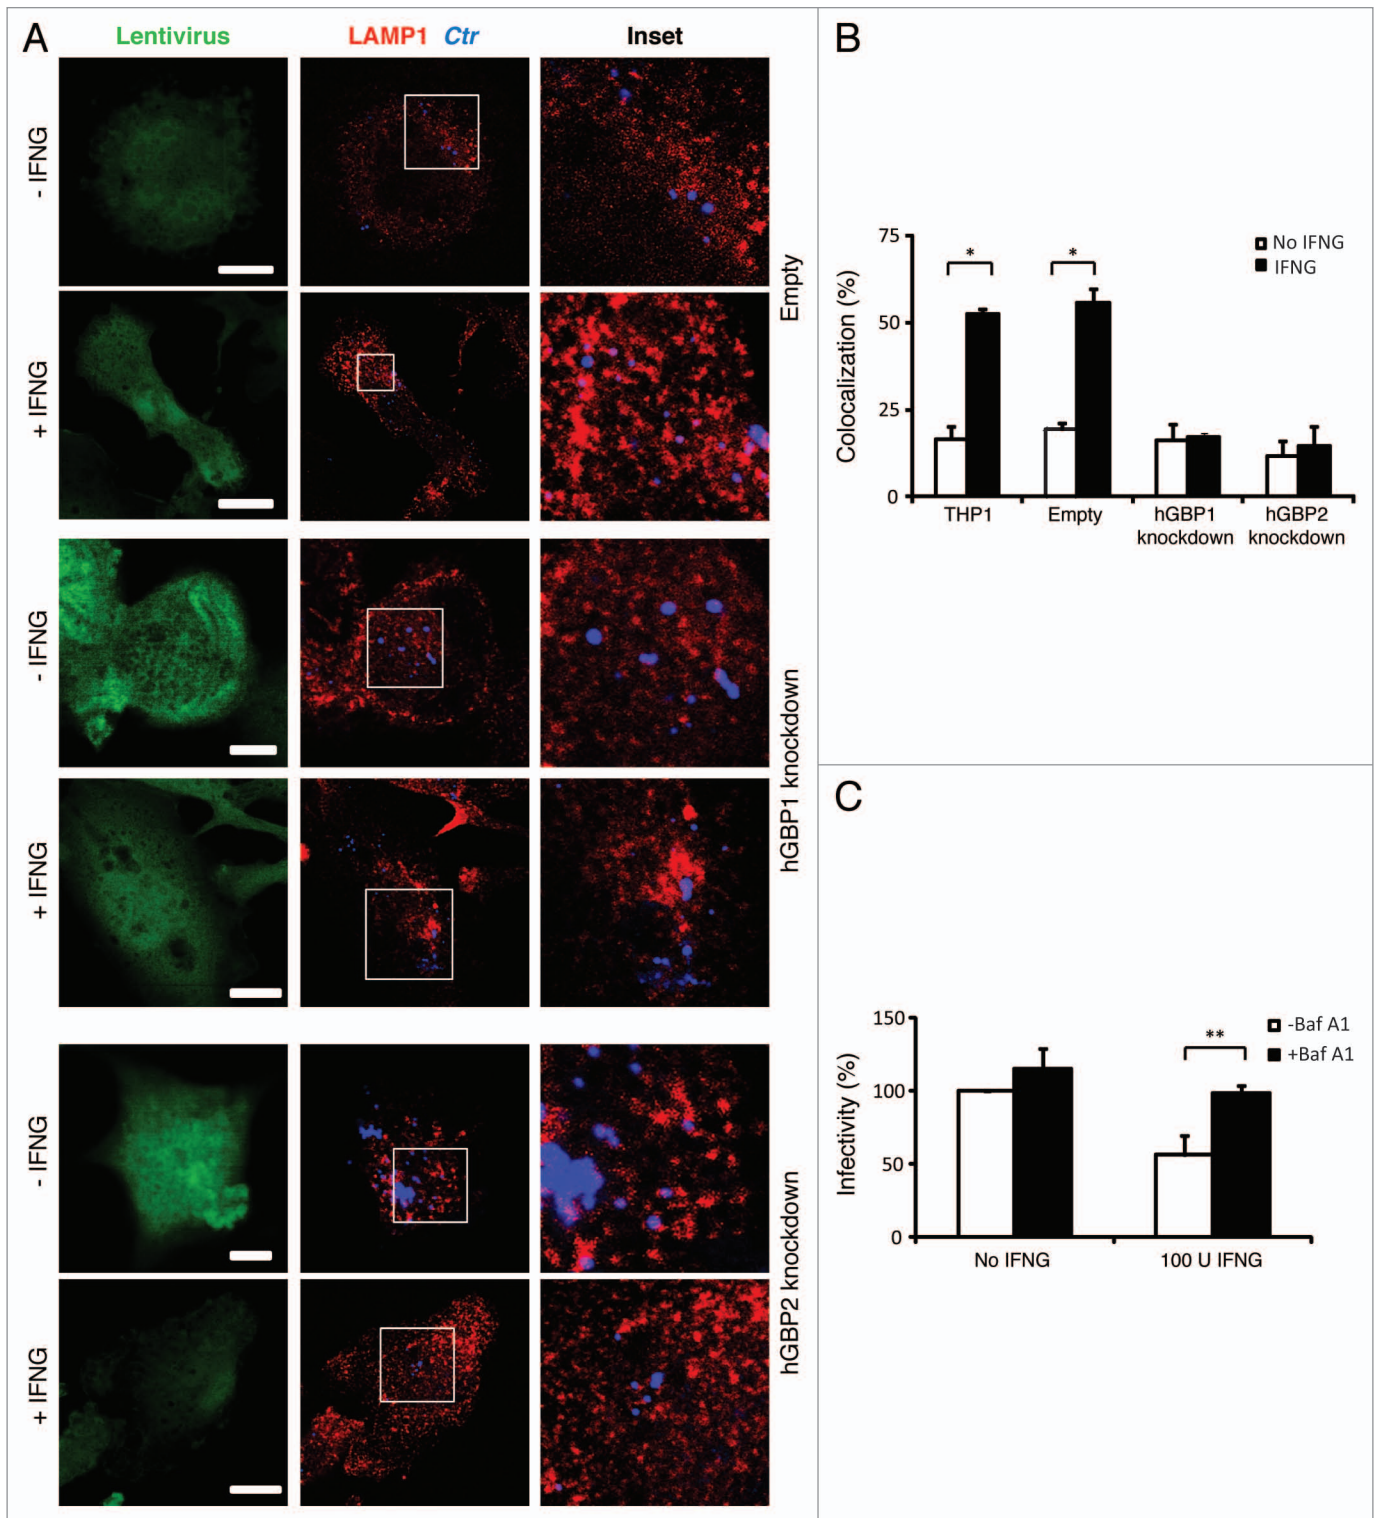 A
Lentivirus
LAMP1 Ctr
Inset
- IFNG
+ IFNG
Empty
- IFNG
+ IFNG
hGBP1 knockdown
- IFNG
+ IFNG
hGBP2 knockdown
B
Colocalization (%)
75
50
25
0
*
*
No IFNG
IFNG
THP1
Empty
hGBP1
knockdown
hGBP2
knockdown
C
Infectivity (%)
150
100
50
0
**
-Baf A1
+Baf A1
No IFNG
100 U IFNG